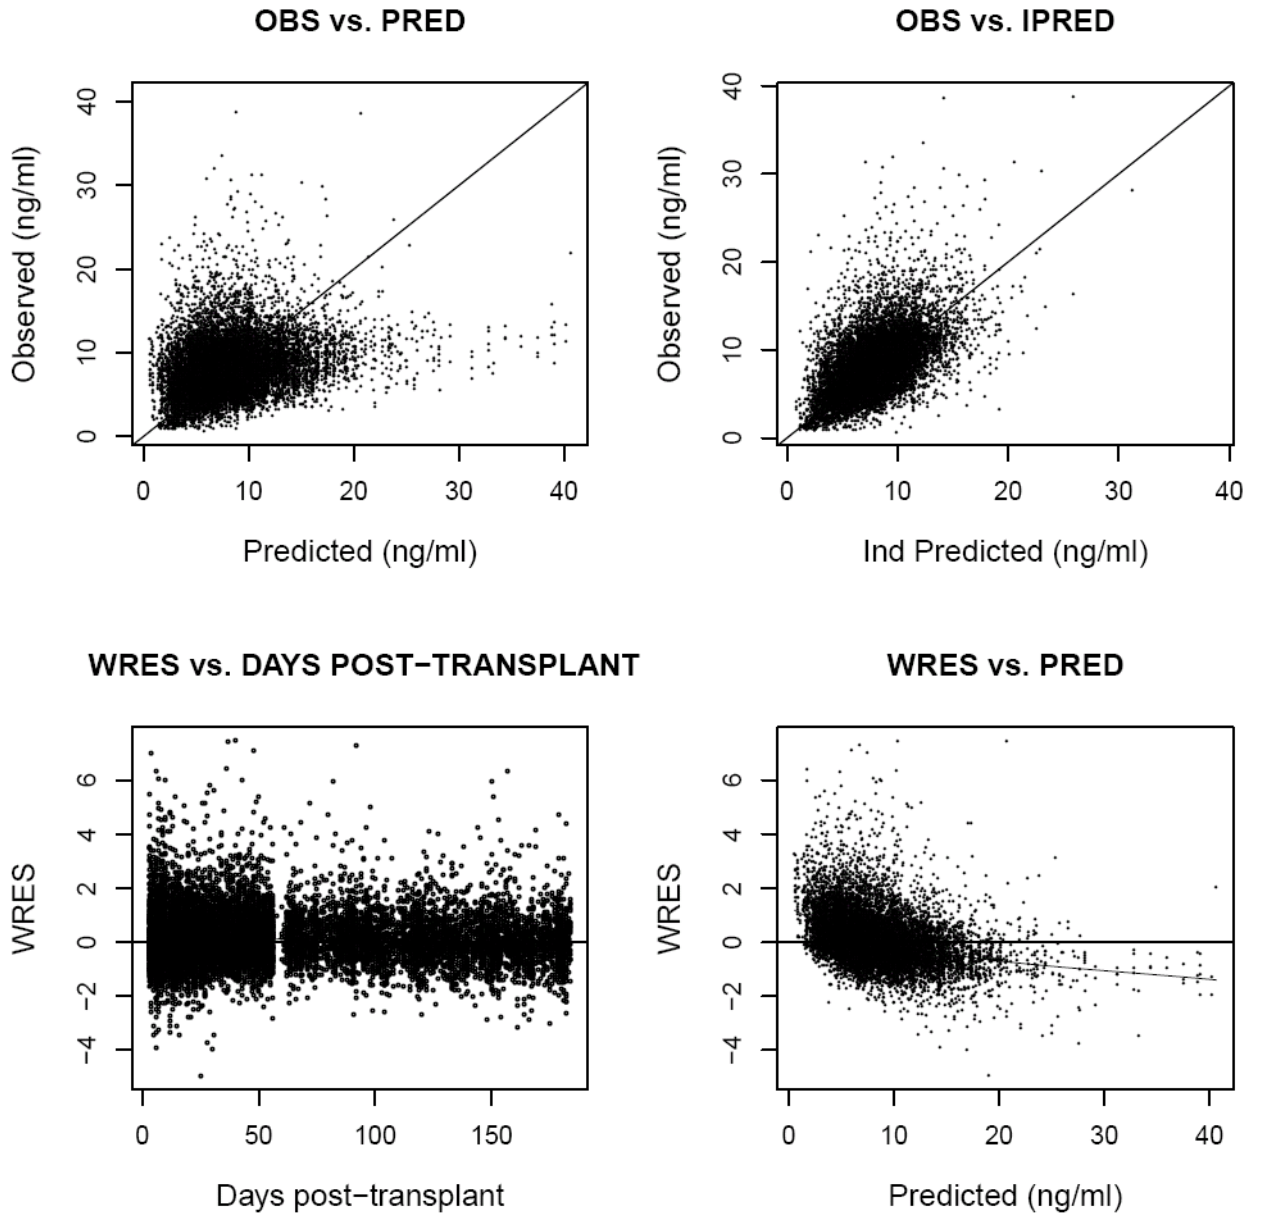 OBS vs. PRED
Observed (ng/ml)
40
30
20
10
0
0 10 20 30 40
Predicted (ng/ml)
OBS vs. IPRED
Observed (ng/ml)
40
30
20
10
0
0 10 20 30 40
Ind Predicted (ng/ml)
WRES vs. DAYS POST−TRANSPLANT
WRES
6
4
2
0
−2
−4
0 50 100 150
Days post−transplant
WRES vs. PRED
WRES
6
4
2
0
−2
−4
0 10 20 30 40
Predicted (ng/ml)